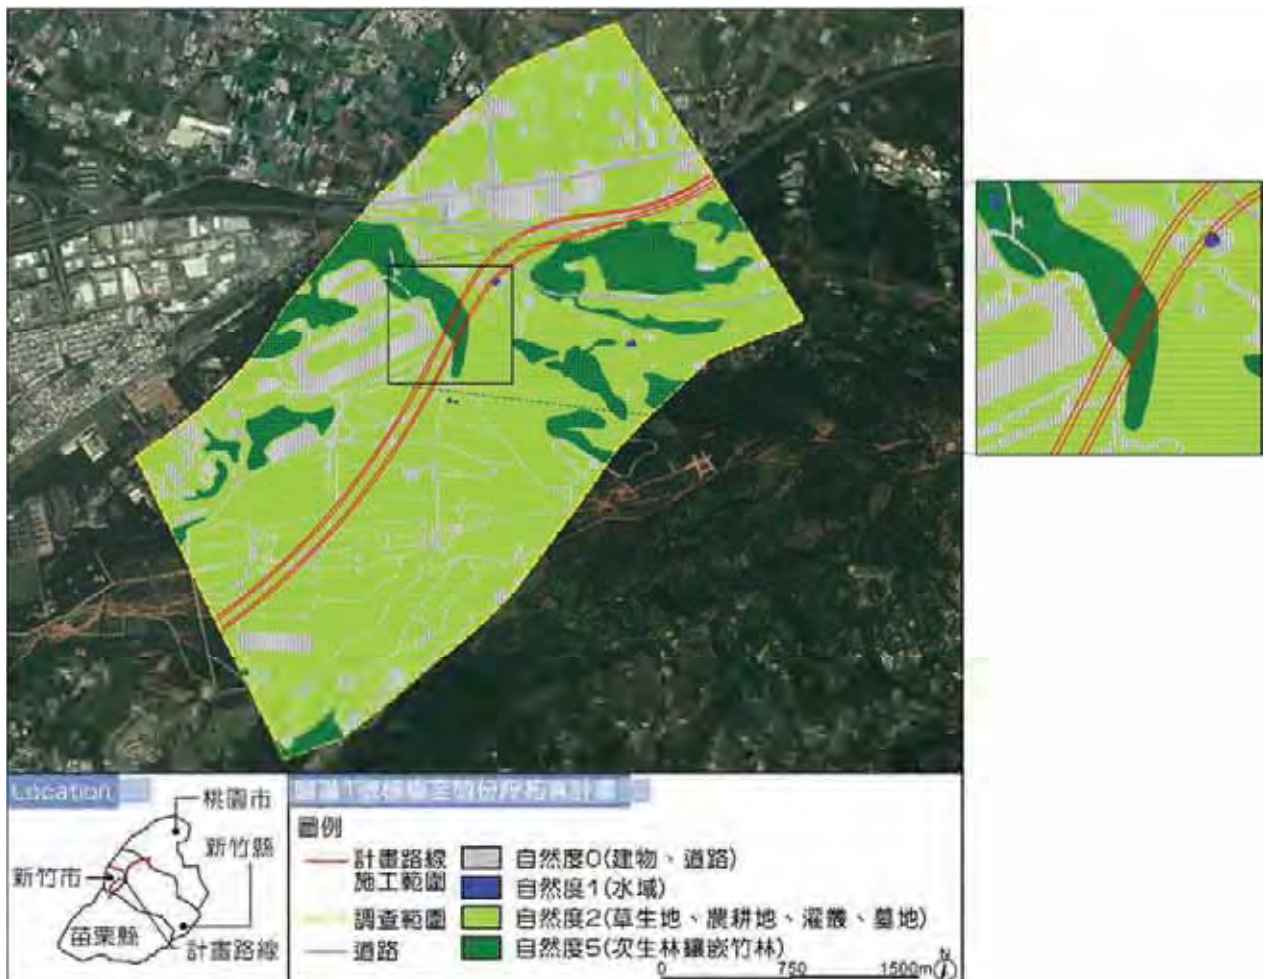 Location
桃園市
新竹縣
新竹市
苗栗縣
計畫路線
圖例
計畫路線
施工範圍
調查範圍
道路
自然度0(建物、道路)
自然度1(水域)
自然度2(草生地、農耕地、灌叢、墓地)
自然度5(次生林鑲嵌竹林)
0 750 1500m
N